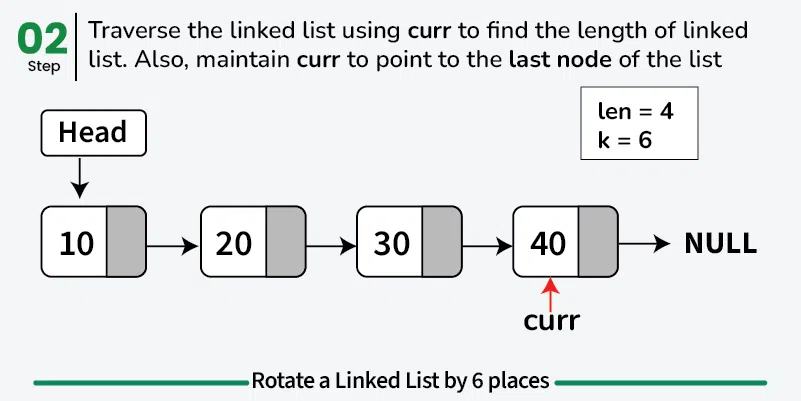 02
Step
Traverse the linked list using curr to find the length of linked
list. Also, maintain curr to point to the last node of the list
len = 4
k = 6
Head
10 20 30 40 NULL
curr
Rotate a Linked List by 6 places